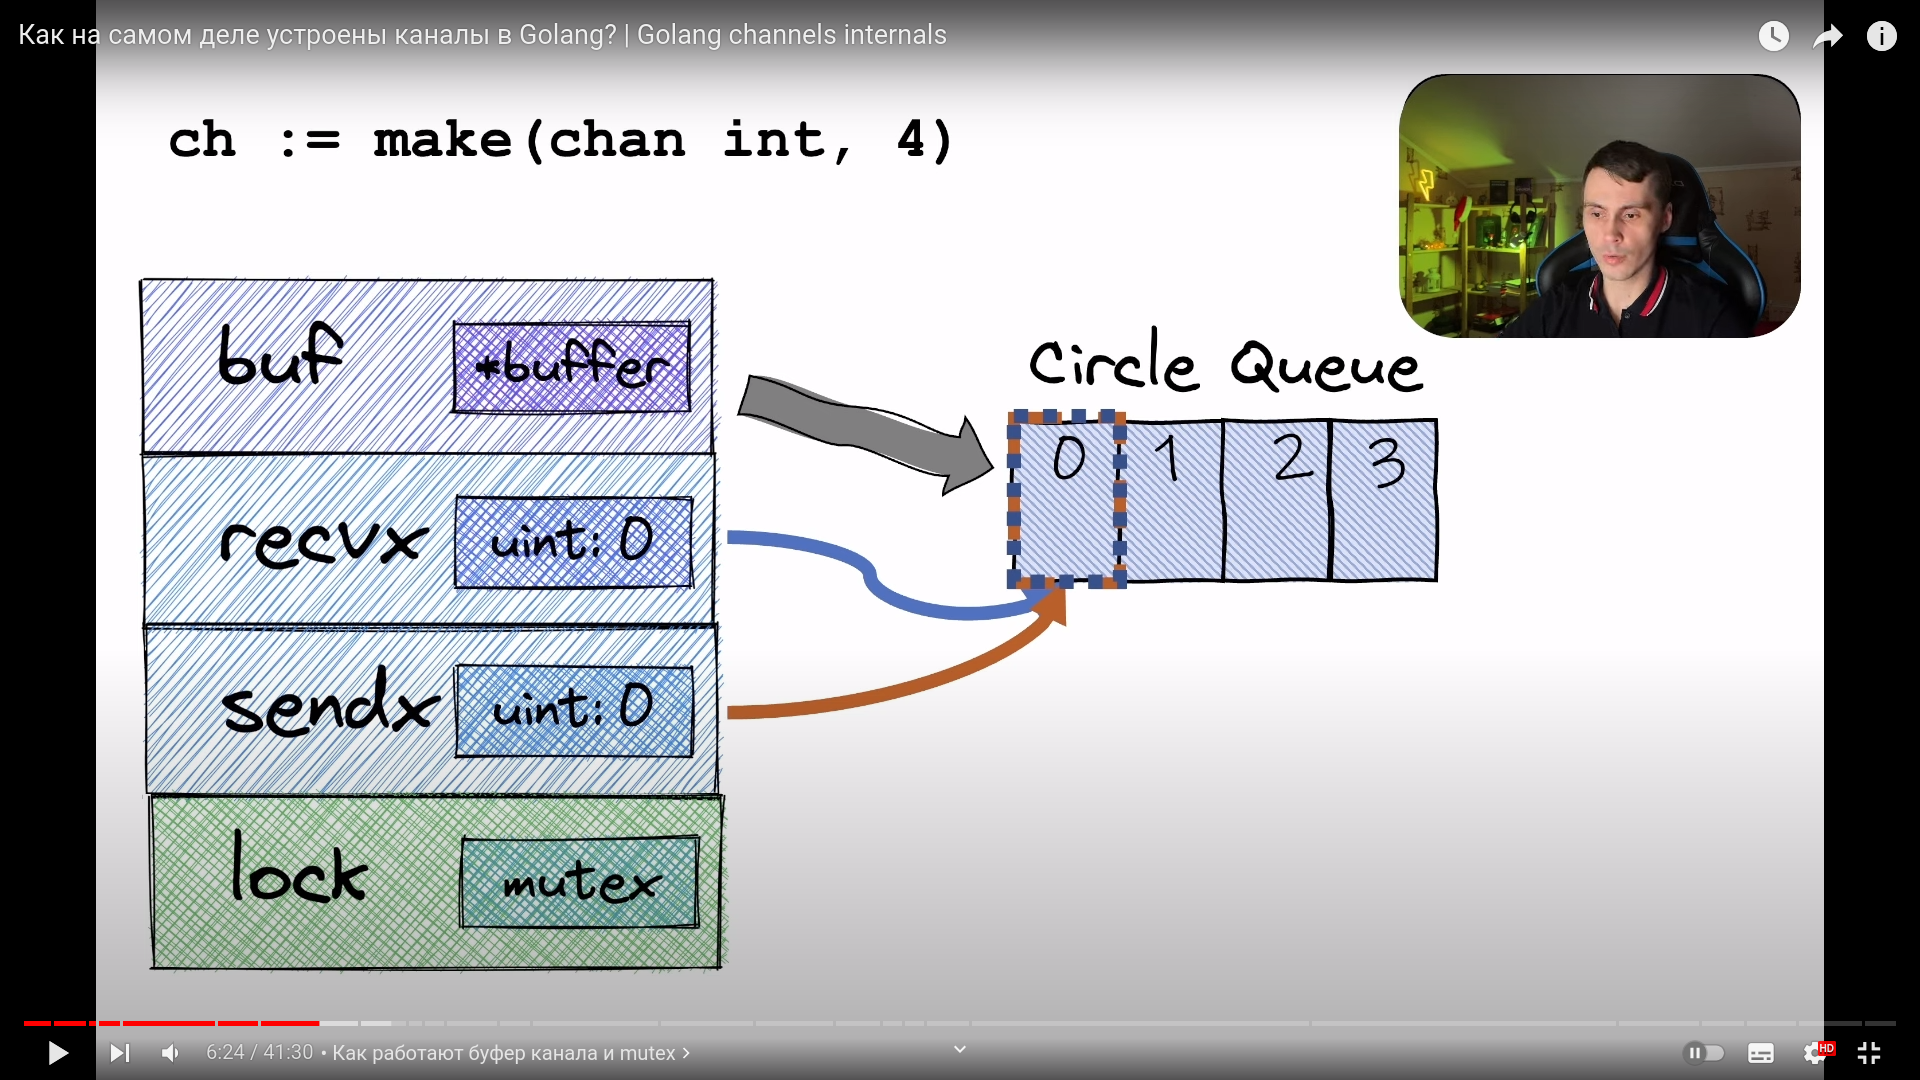 Как на самом деле устроены каналы в Golang? | Golang channels internals
ch := make(chan int, 4)
buf *buffer
Circle Queue
0 1 2 3
recvx uint: 0
sendx uint: 0
lock mutex
6:24 / 41:30 • Как работают буфер канала и mutex
HD